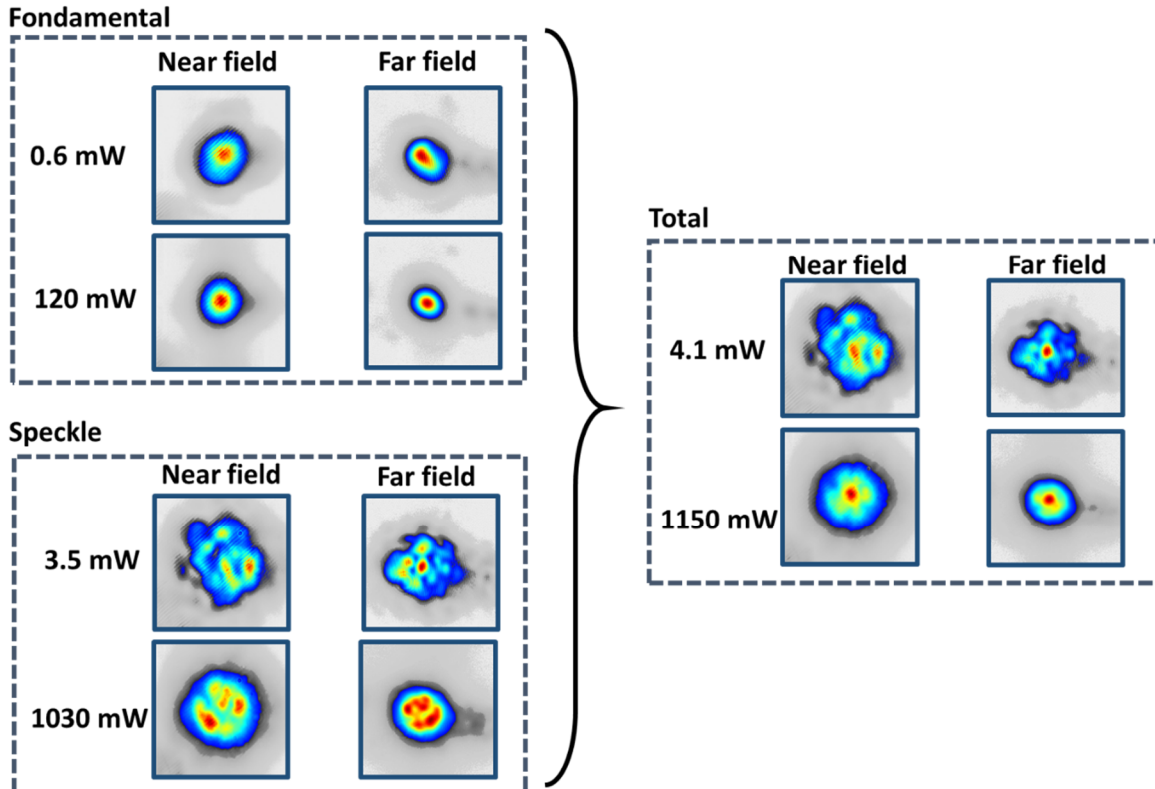 Fondamental
Near field Far field
0.6 mW
120 mW
Speckle
Near field Far field
3.5 mW
1030 mW
Total
Near field Far field
4.1 mW
1150 mW